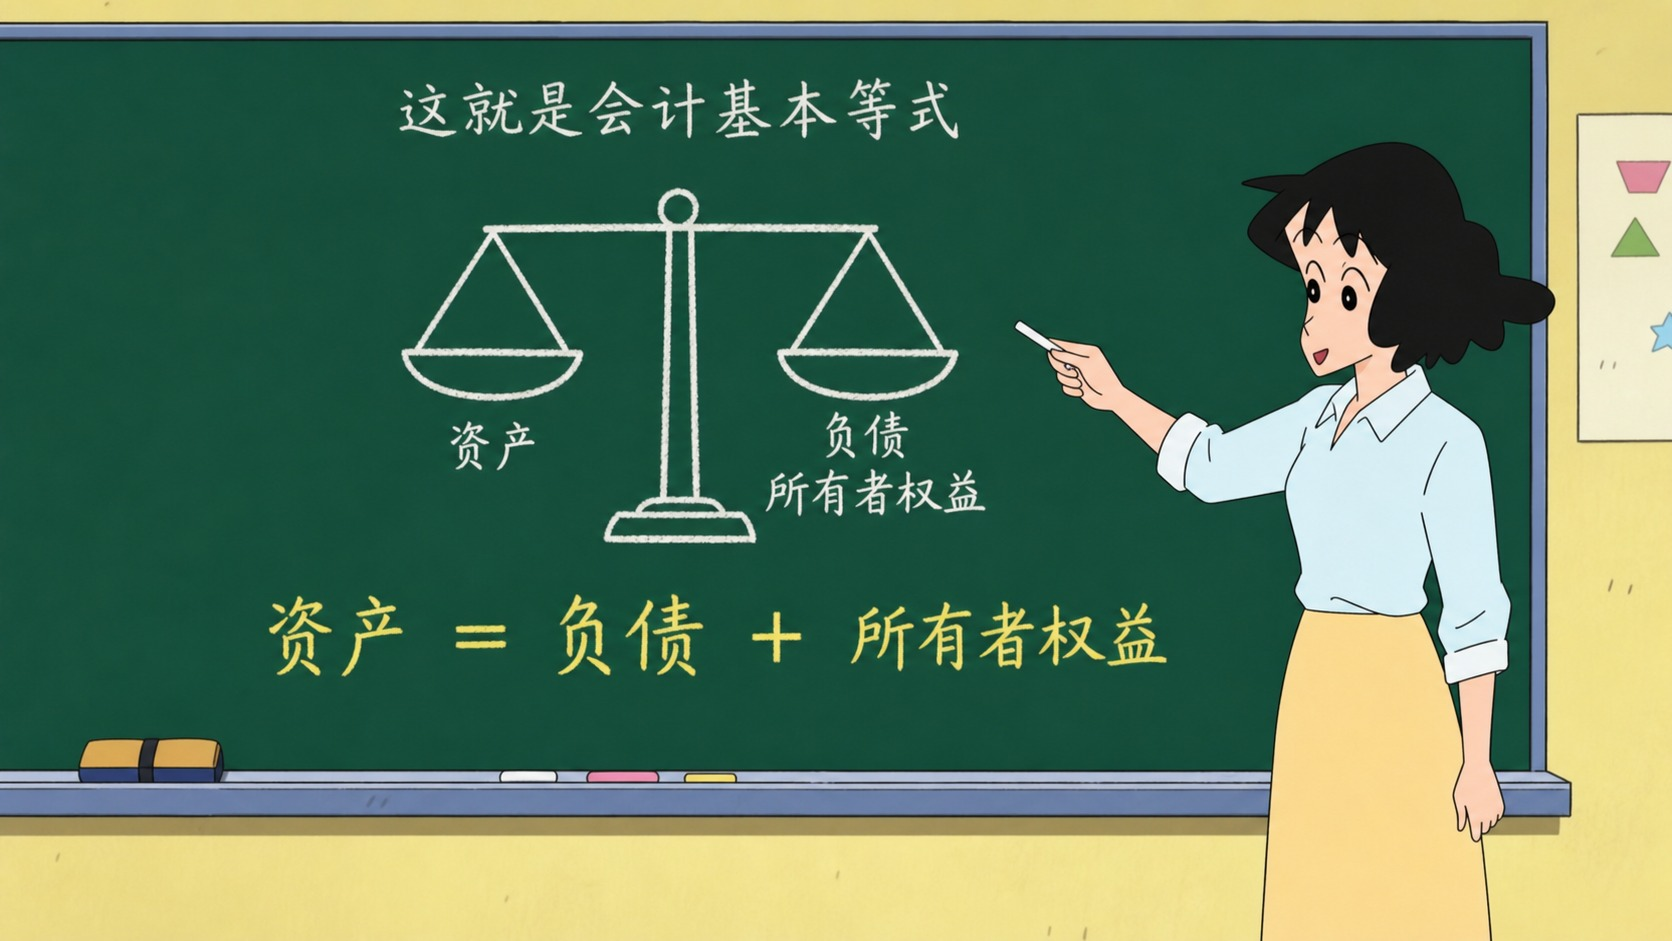 这就是会计基本等式
资产
负债
所有者权益
资产 = 负债 + 所有者权益